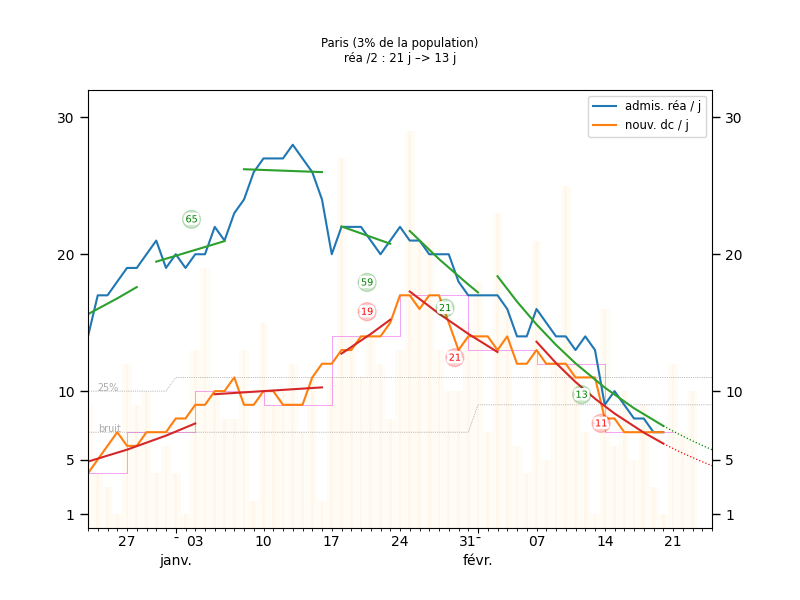 Paris (3% de la population)
réa /2 : 21 j –> 13 j
admis. réa / j
nouv. dc / j
30 30
20 20
10 10
5 5
1 1
65
59
19
21
21
13
11
25%
bruit
27 03 10 17 24 31 07 14 21
janv. févr.